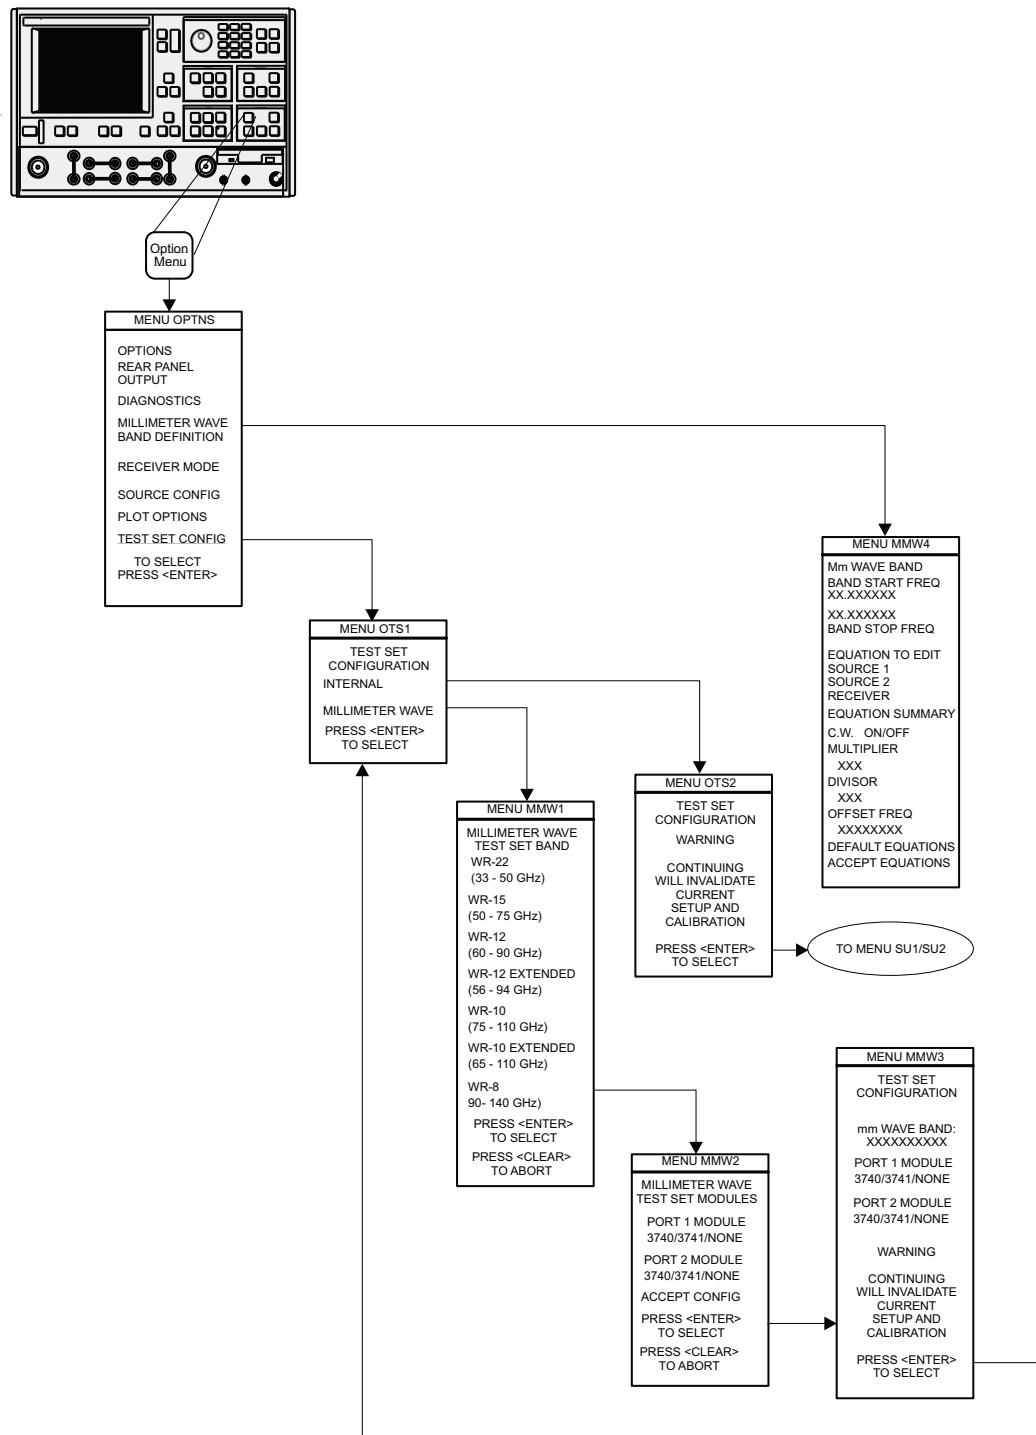 Option
Menu
MENU OPTNS
OPTIONS
REAR PANEL
OUTPUT
DIAGNOSTICS
MILLIMETER WAVE
BAND DEFINITION
RECEIVER MODE
SOURCE CONFIG
PLOT OPTIONS
TEST SET CONFIG
TO SELECT
PRESS <ENTER>
MENU OTS1
TEST SET
CONFIGURATION
INTERNAL
MILLIMETER WAVE
PRESS <ENTER>
TO SELECT
MENU MMW4
Mm WAVE BAND
BAND START FREQ
XX.XXXXXX
XX.XXXXXX
BAND STOP FREQ
EQUATION TO EDIT
SOURCE 1
SOURCE 2
RECEIVER
EQUATION SUMMARY
C.W. ON/OFF
MULTIPLIER
XXX
DIVISOR
XXX
OFFSET FREQ
XXXXXXXX
DEFAULT EQUATIONS
ACCEPT EQUATIONS
MENU OTS2
TEST SET
CONFIGURATION
WARNING
CONTINUING
WILL INVALIDATE
CURRENT
SETUP AND
CALIBRATION
PRESS <ENTER>
TO SELECT
TO MENU SU1/SU2
MENU MMW1
MILLIMETER WAVE
TEST SET BAND
WR-22
(33 - 50 GHz)
WR-15
(50 - 75 GHz)
WR-12
(60 - 90 GHz)
WR-12 EXTENDED
(56 - 94 GHz)
WR-10
(75 - 110 GHz)
WR-10 EXTENDED
(65 - 110 GHz)
WR-8
90- 140 GHz)
PRESS <ENTER>
TO SELECT
PRESS <CLEAR>
TO ABORT
MENU MMW2
MILLIMETER WAVE
TEST SET MODULES
PORT 1 MODULE
3740/3741/NONE
PORT 2 MODULE
3740/3741/NONE
ACCEPT CONFIG
PRESS <ENTER>
TO SELECT
PRESS <CLEAR>
TO ABORT
MENU MMW3
TEST SET
CONFIGURATION
mm WAVE BAND:
XXXXXXXXXX
PORT 1 MODULE
3740/3741/NONE
PORT 2 MODULE
3740/3741/NONE
WARNING
CONTINUING
WILL INVALIDATE
CURRENT
SETUP AND
CALIBRATION
PRESS <ENTER>
TO SELECT